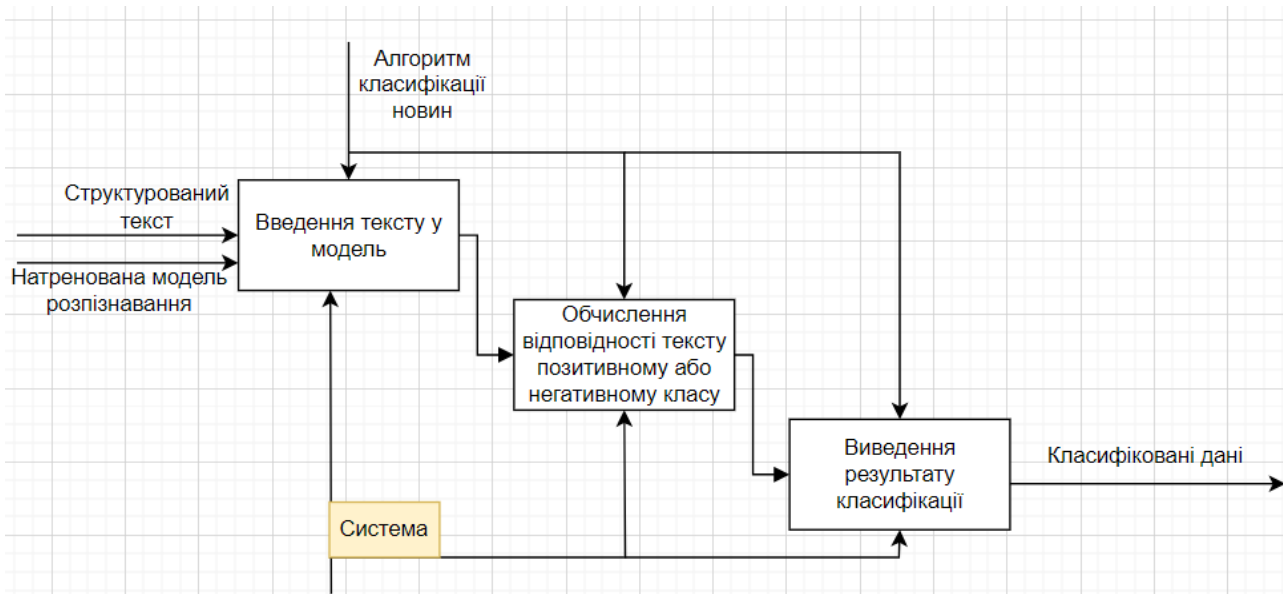 Алгоритм
класифікації
новин
Структурований
текст
Введення тексту у
модель
Натренована модель
розпізнавання
Обчислення
відповідності тексту
позитивному або
негативному класу
Виведення
результату
класифікації
Класифіковані дані
Система